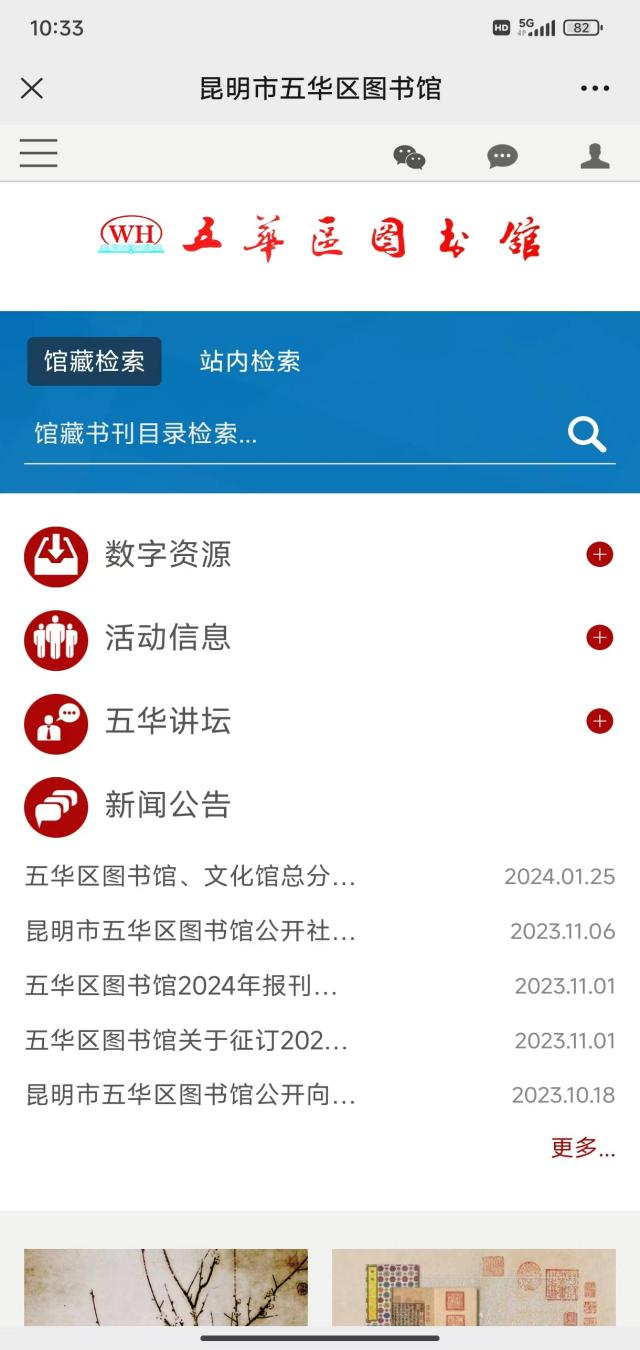 10:33
HD 5G 82
昆明市五华区图书馆
WH 五華區图书館
馆藏检索 站内检索
馆藏书刊目录检索...
数字资源
活动信息
五华讲坛
新闻公告
五华区图书馆、文化馆总分... 2024.01.25
昆明市五华区图书馆公开社... 2023.11.06
五华区图书馆2024年报刊... 2023.11.01
五华区图书馆关于征订202... 2023.11.01
昆明市五华区图书馆公开向... 2023.10.18
更多...